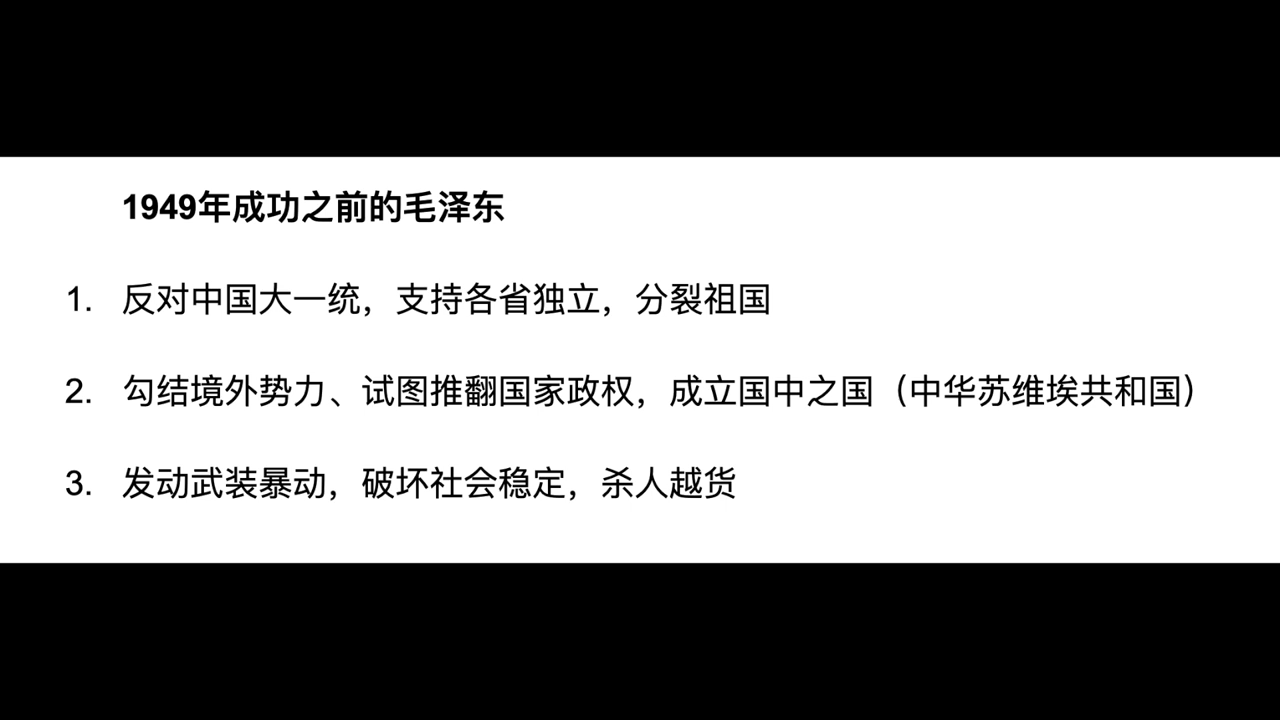 1949年成功之前的毛泽东
1. 反对中国大一统，支持各省独立，分裂祖国
2. 勾结境外势力、试图推翻国家政权，成立国中之国（中华苏维埃共和国）
3. 发动武装暴动，破坏社会稳定，杀人越货